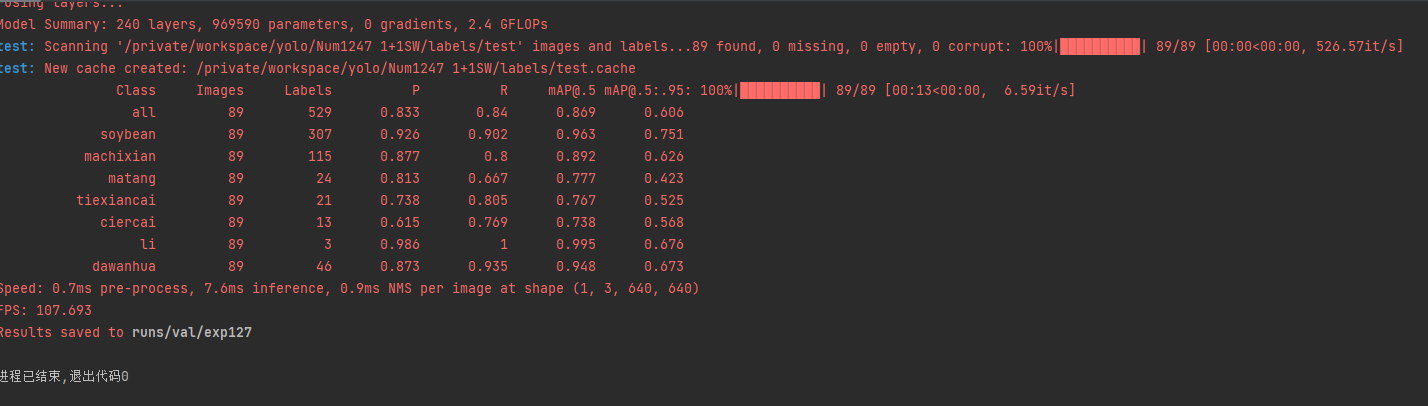 using layers...
Model Summary: 240 layers, 969590 parameters, 0 gradients, 2.4 GFLOPs
test: Scanning '/private/workspace/yolo/Num1247 1+1SW/labels/test' images and labels...89 found, 0 missing, 0 empty, 0 corrupt: 100%|██████████| 89/89 [00:00<00:00, 526.57it/s]
test: New cache created: /private/workspace/yolo/Num1247 1+1SW/labels/test.cache
Class Images Labels P R mAP@.5 mAP@.5:.95: 100%|██████████| 89/89 [00:13<00:00, 6.59it/s]
all 89 529 0.833 0.84 0.869 0.606
soybean 89 307 0.926 0.902 0.963 0.751
machixian 89 115 0.877 0.8 0.892 0.626
matang 89 24 0.813 0.667 0.777 0.423
tiexiancai 89 21 0.738 0.805 0.767 0.525
ciercai 89 13 0.615 0.769 0.738 0.568
li 89 3 0.986 1 0.995 0.676
dawanhua 89 46 0.873 0.935 0.948 0.673
Speed: 0.7ms pre-process, 7.6ms inference, 0.9ms NMS per image at shape (1, 3, 640, 640)
FPS: 107.693
Results saved to runs/val/exp127
进程已结束,退出代码0